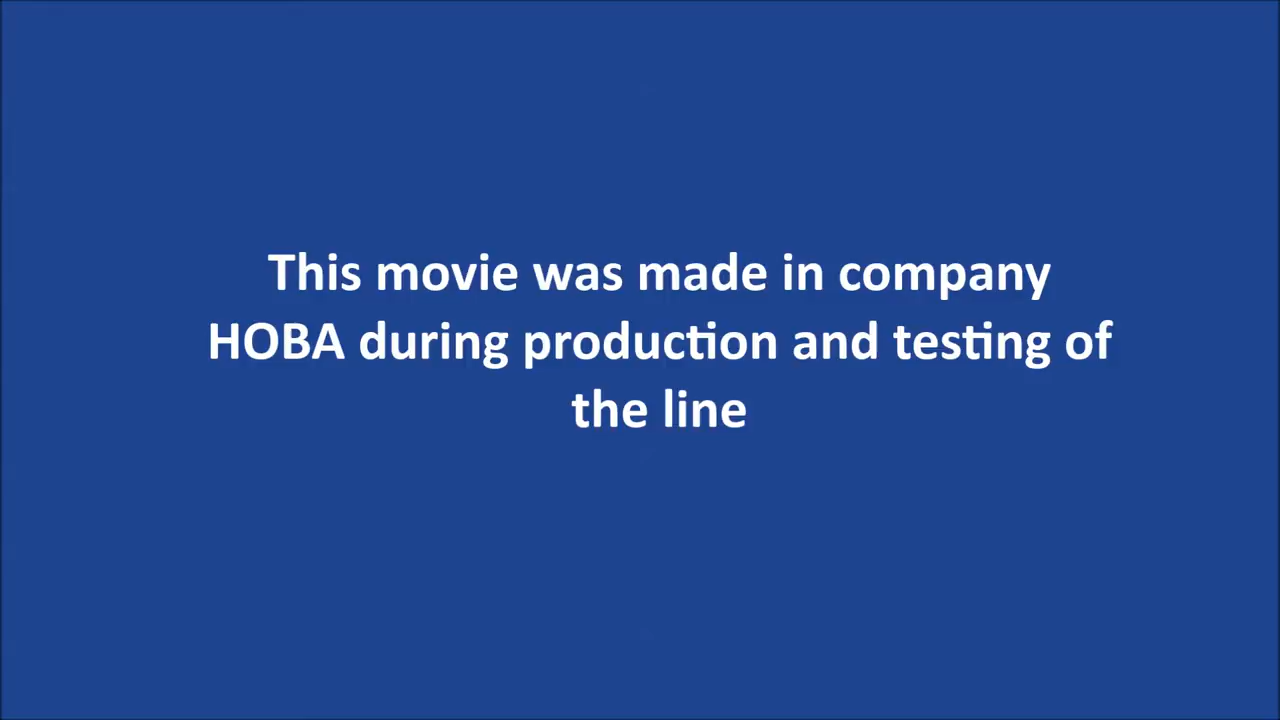 This movie was made in company
HOBA during production and testing of
the line